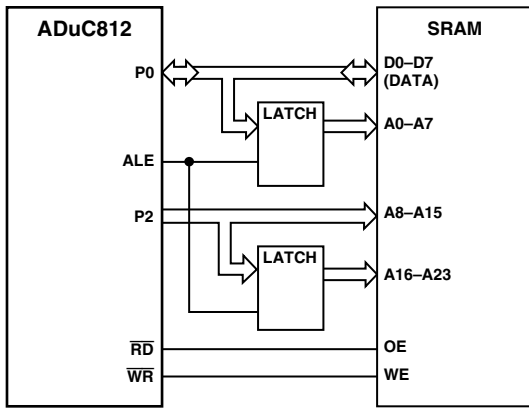 ADuC812
SRAM
P0
D0–D7
(DATA)
LATCH
A0–A7
ALE
P2
A8–A15
LATCH
A16–A23
RD
OE
WR
WE